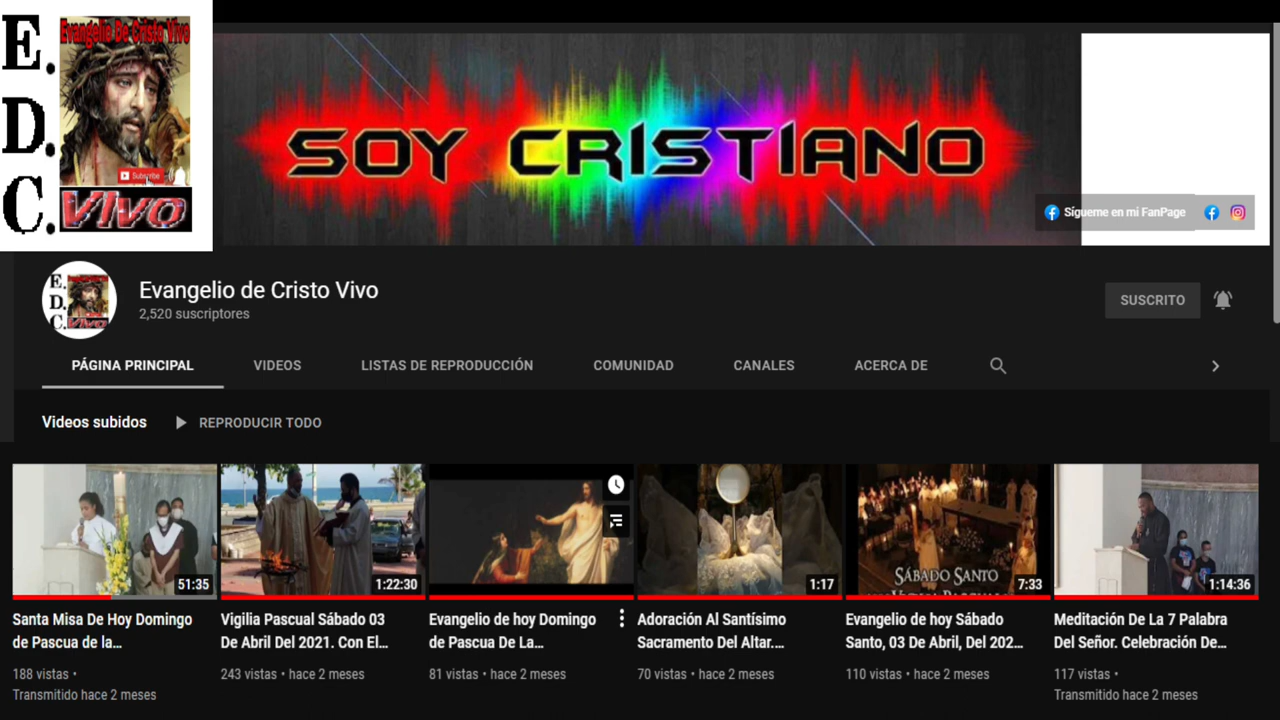 E.
D.
C.
Evangelio De Cristo Vivo
Subscribe
Vivo
SOY CRISTIANO
Sígueme en mi FanPage
E.
D.
C.
Vivo
Evangelio de Cristo Vivo
2,520 suscriptores
SUSCRITO
PÁGINA PRINCIPAL
VIDEOS
LISTAS DE REPRODUCCIÓN
COMUNIDAD
CANALES
ACERCA DE
Videos subidos
REPRODUCIR TODO
51:35
1:22:30
1:17
SÁBADO SANTO
7:33
1:14:36
Santa Misa De Hoy Domingo
de Pascua de la...
188 vistas •
Transmitido hace 2 meses
Vigilia Pascual Sábado 03
De Abril Del 2021. Con El...
243 vistas • hace 2 meses
Evangelio de hoy Domingo
de Pascua De La...
81 vistas • hace 2 meses
Adoración Al Santísimo
Sacramento Del Altar....
70 vistas • hace 2 meses
Evangelio de hoy Sábado
Santo, 03 De Abril, Del 202...
110 vistas • hace 2 meses
Meditación De La 7 Palabra
Del Señor. Celebración De...
117 vistas •
Transmitido hace 2 meses